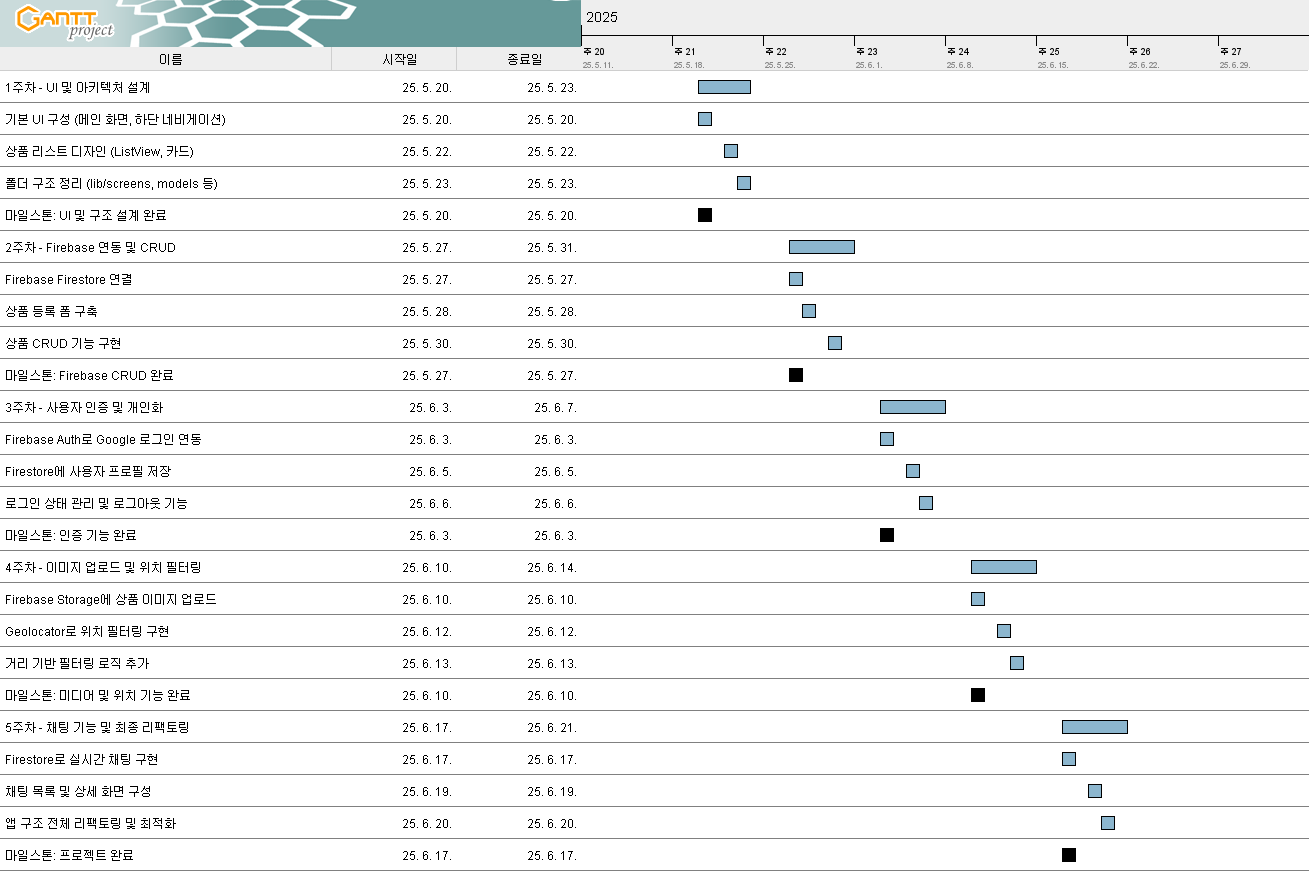 GANTT project
2025
이름 시작일 종료일
주 20 주 21 주 22 주 23 주 24 주 25 주 26 주 27
25. 5. 11. 25. 5. 18. 25. 5. 25. 25. 6. 1. 25. 6. 8. 25. 6. 15. 25. 6. 22. 25. 6. 29.
1주차 - UI 및 아키텍처 설계 25. 5. 20. 25. 5. 23.
기본 UI 구성 (메인 화면, 하단 네비게이션) 25. 5. 20. 25. 5. 20.
상품 리스트 디자인 (ListView, 카드) 25. 5. 22. 25. 5. 22.
폴더 구조 정리 (lib/screens, models 등) 25. 5. 23. 25. 5. 23.
마일스톤: UI 및 구조 설계 완료 25. 5. 20. 25. 5. 20.
2주차 - Firebase 연동 및 CRUD 25. 5. 27. 25. 5. 31.
Firebase Firestore 연결 25. 5. 27. 25. 5. 27.
상품 등록 폼 구축 25. 5. 28. 25. 5. 28.
상품 CRUD 기능 구현 25. 5. 30. 25. 5. 30.
마일스톤: Firebase CRUD 완료 25. 5. 27. 25. 5. 27.
3주차 - 사용자 인증 및 개인화 25. 6. 3. 25. 6. 7.
Firebase Auth로 Google 로그인 연동 25. 6. 3. 25. 6. 3.
Firestore에 사용자 프로필 저장 25. 6. 5. 25. 6. 5.
로그인 상태 관리 및 로그아웃 기능 25. 6. 6. 25. 6. 6.
마일스톤: 인증 기능 완료 25. 6. 3. 25. 6. 3.
4주차 - 이미지 업로드 및 위치 필터링 25. 6. 10. 25. 6. 14.
Firebase Storage에 상품 이미지 업로드 25. 6. 10. 25. 6. 10.
Geolocator로 위치 필터링 구현 25. 6. 12. 25. 6. 12.
거리 기반 필터링 로직 추가 25. 6. 13. 25. 6. 13.
마일스톤: 미디어 및 위치 기능 완료 25. 6. 10. 25. 6. 10.
5주차 - 채팅 기능 및 최종 리팩토링 25. 6. 17. 25. 6. 21.
Firestore로 실시간 채팅 구현 25. 6. 17. 25. 6. 17.
채팅 목록 및 상세 화면 구성 25. 6. 19. 25. 6. 19.
앱 구조 전체 리팩토링 및 최적화 25. 6. 20. 25. 6. 20.
마일스톤: 프로젝트 완료 25. 6. 17. 25. 6. 17.